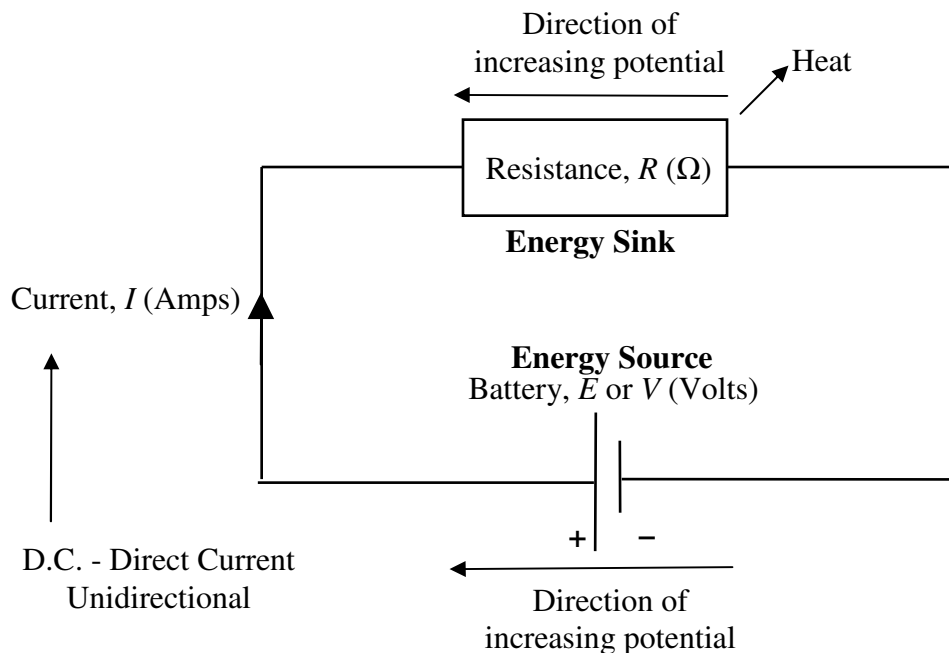 Direction of
increasing potential
Heat
Resistance, R (Ω)
Energy Sink
Current, I (Amps)
Energy Source
Battery, E or V (Volts)
+ −
D.C. - Direct Current
Unidirectional
Direction of
increasing potential